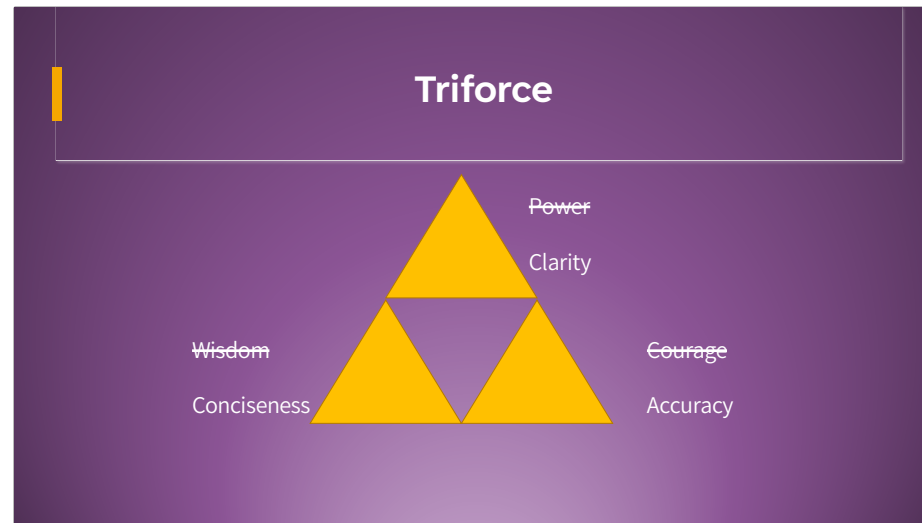 Triforce
Power
Clarity
Wisdom
Courage
Conciseness
Accuracy